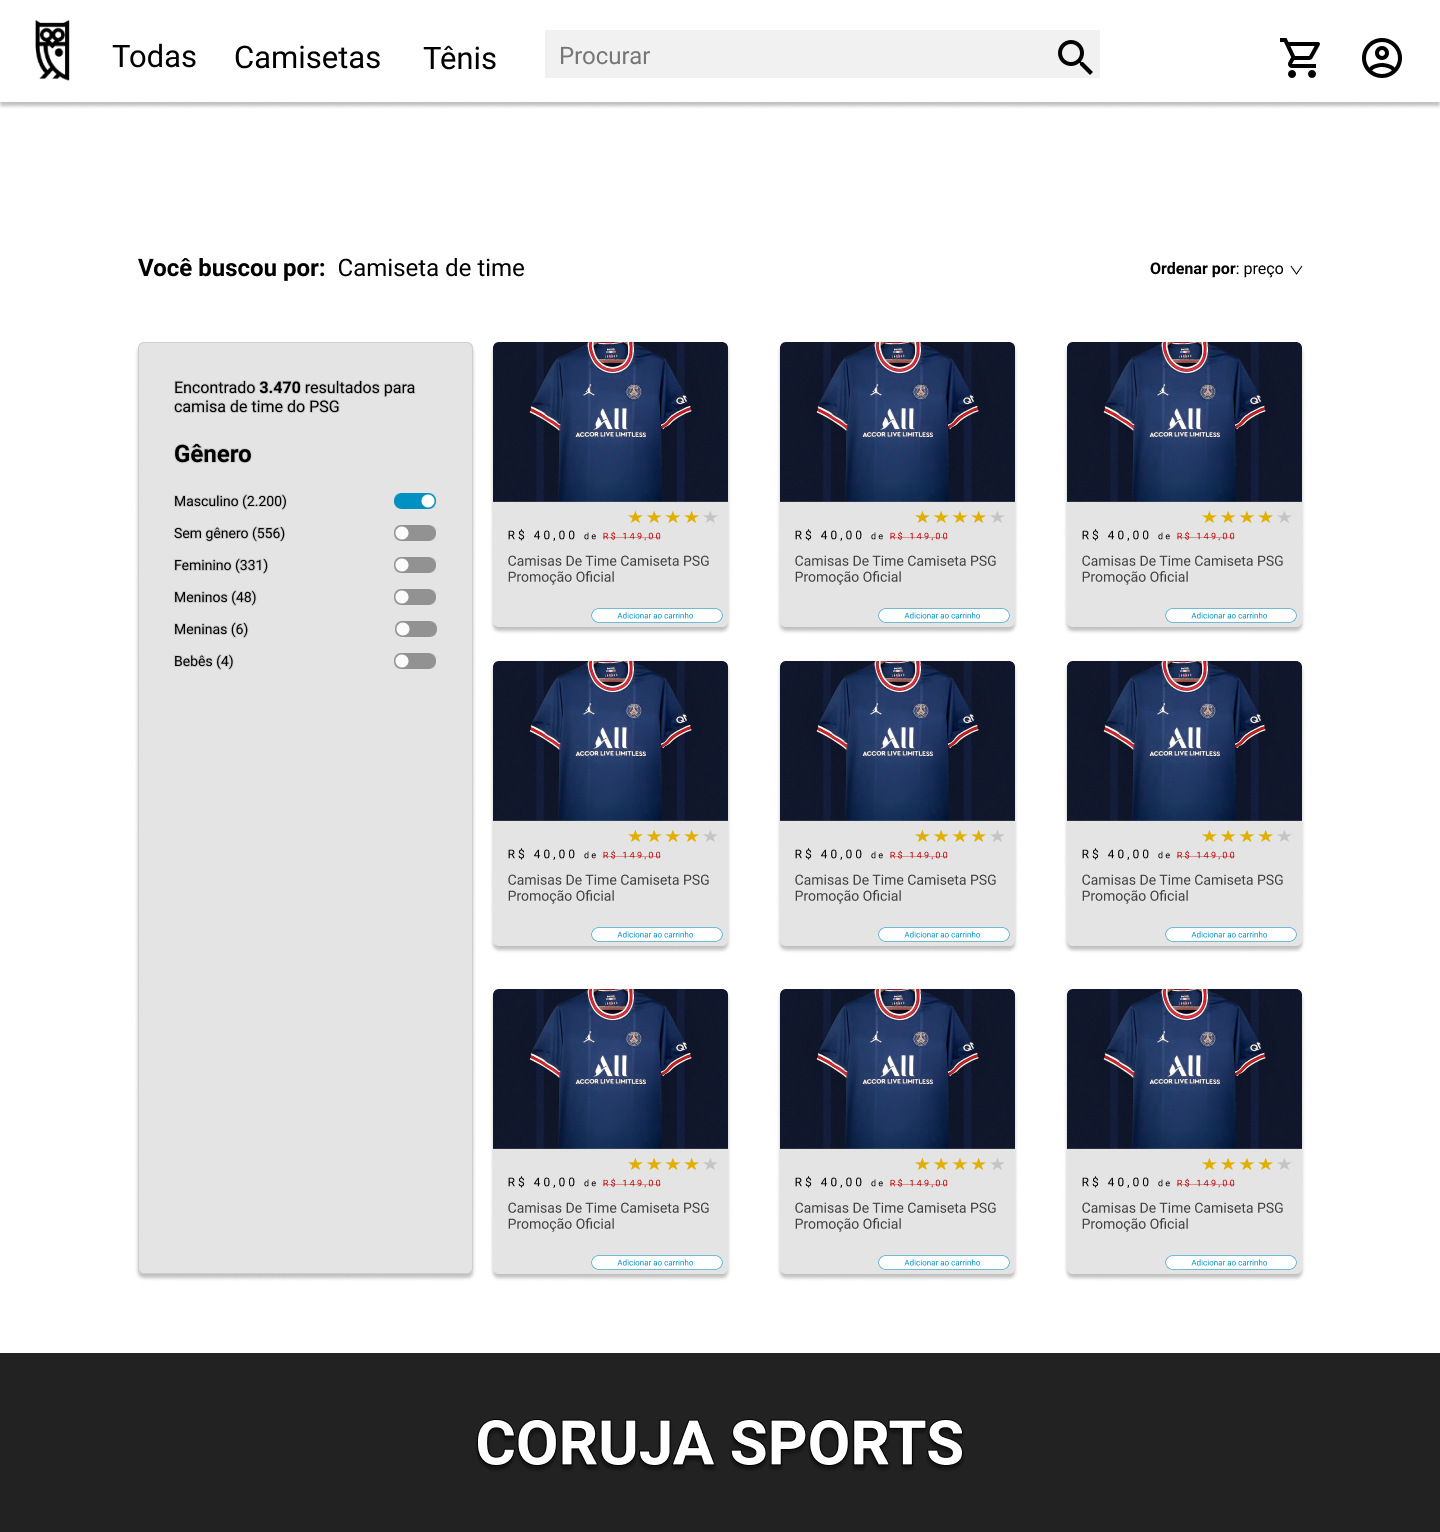 Todas Camisetas Tênis Procurar
Você buscou por: Camiseta de time
Ordenar por: preço
Encontrado 3.470 resultados para
camisa de time do PSG
Gênero
Masculino (2.200)
Sem gênero (556)
Feminino (331)
Meninos (48)
Meninas (6)
Bebês (4)
All
ACCOR LIVE LIMITLESS
R$ 40,00 de R$ 149,00
Camisas De Time Camiseta PSG
Promoção Oficial
Adicionar ao carrinho
All
ACCOR LIVE LIMITLESS
R$ 40,00 de R$ 149,00
Camisas De Time Camiseta PSG
Promoção Oficial
Adicionar ao carrinho
All
ACCOR LIVE LIMITLESS
R$ 40,00 de R$ 149,00
Camisas De Time Camiseta PSG
Promoção Oficial
Adicionar ao carrinho
All
ACCOR LIVE LIMITLESS
R$ 40,00 de R$ 149,00
Camisas De Time Camiseta PSG
Promoção Oficial
Adicionar ao carrinho
All
ACCOR LIVE LIMITLESS
R$ 40,00 de R$ 149,00
Camisas De Time Camiseta PSG
Promoção Oficial
Adicionar ao carrinho
All
ACCOR LIVE LIMITLESS
R$ 40,00 de R$ 149,00
Camisas De Time Camiseta PSG
Promoção Oficial
Adicionar ao carrinho
All
ACCOR LIVE LIMITLESS
R$ 40,00 de R$ 149,00
Camisas De Time Camiseta PSG
Promoção Oficial
Adicionar ao carrinho
All
ACCOR LIVE LIMITLESS
R$ 40,00 de R$ 149,00
Camisas De Time Camiseta PSG
Promoção Oficial
Adicionar ao carrinho
All
ACCOR LIVE LIMITLESS
R$ 40,00 de R$ 149,00
Camisas De Time Camiseta PSG
Promoção Oficial
Adicionar ao carrinho
CORUJA SPORTS